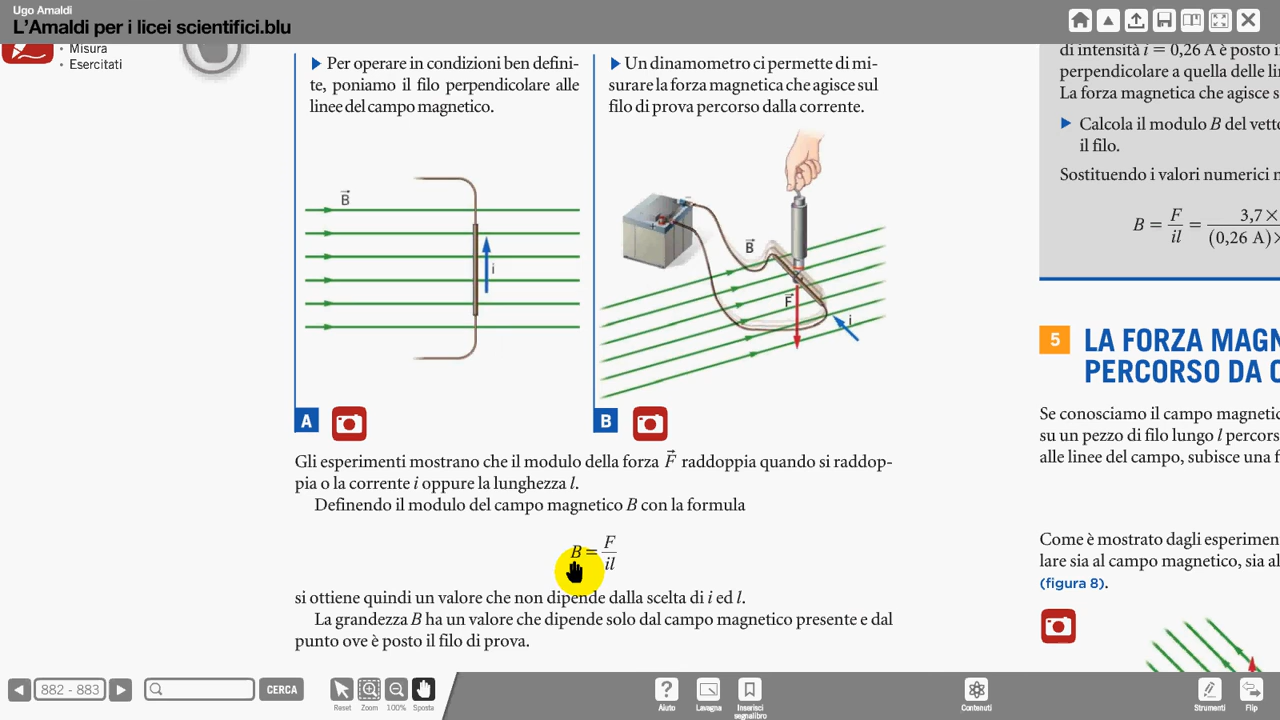 Ugo Amaldi
L'Amaldi per i licei scientifici.blu
• Misura
• Esercitati
Per operare in condizioni ben defini-
te, poniamo il filo perpendicolare alle
linee del campo magnetico.
B
i
A
Un dinamometro ci permette di mi-
surare la forza magnetica che agisce sul
filo di prova percorso dalla corrente.
B
F
i
B
Gli esperimenti mostrano che il modulo della forza F raddoppia quando si raddop-
pia o la corrente i oppure la lunghezza l.
Definendo il modulo del campo magnetico B con la formula
B = F/il
si ottiene quindi un valore che non dipende dalla scelta di i ed l.
La grandezza B ha un valore che dipende solo dal campo magnetico presente e dal
punto ove è posto il filo di prova.
di intensità i = 0,26 A è posto i
perpendicolare a quella delle li
La forza magnetica che agisce s
Calcola il modulo B del vett
il filo.
Sostituendo i valori numerici
B = F/il = 3,7×/(0,26 A)×
5
LA FORZA MAGN
PERCORSO DA
Se conosciamo il campo magnetic
su un pezzo di filo lungo l percors
alle linee del campo, subisce una f
Come è mostrato dagli esperimen
lare sia al campo magnetico, sia al
(figura 8).
882 - 883
CERCA
Reset
Zoom
100%
Sposta
Aiuto
Lavagna
Inserisci
segnalibro
Contenuti
Strumenti
Flip